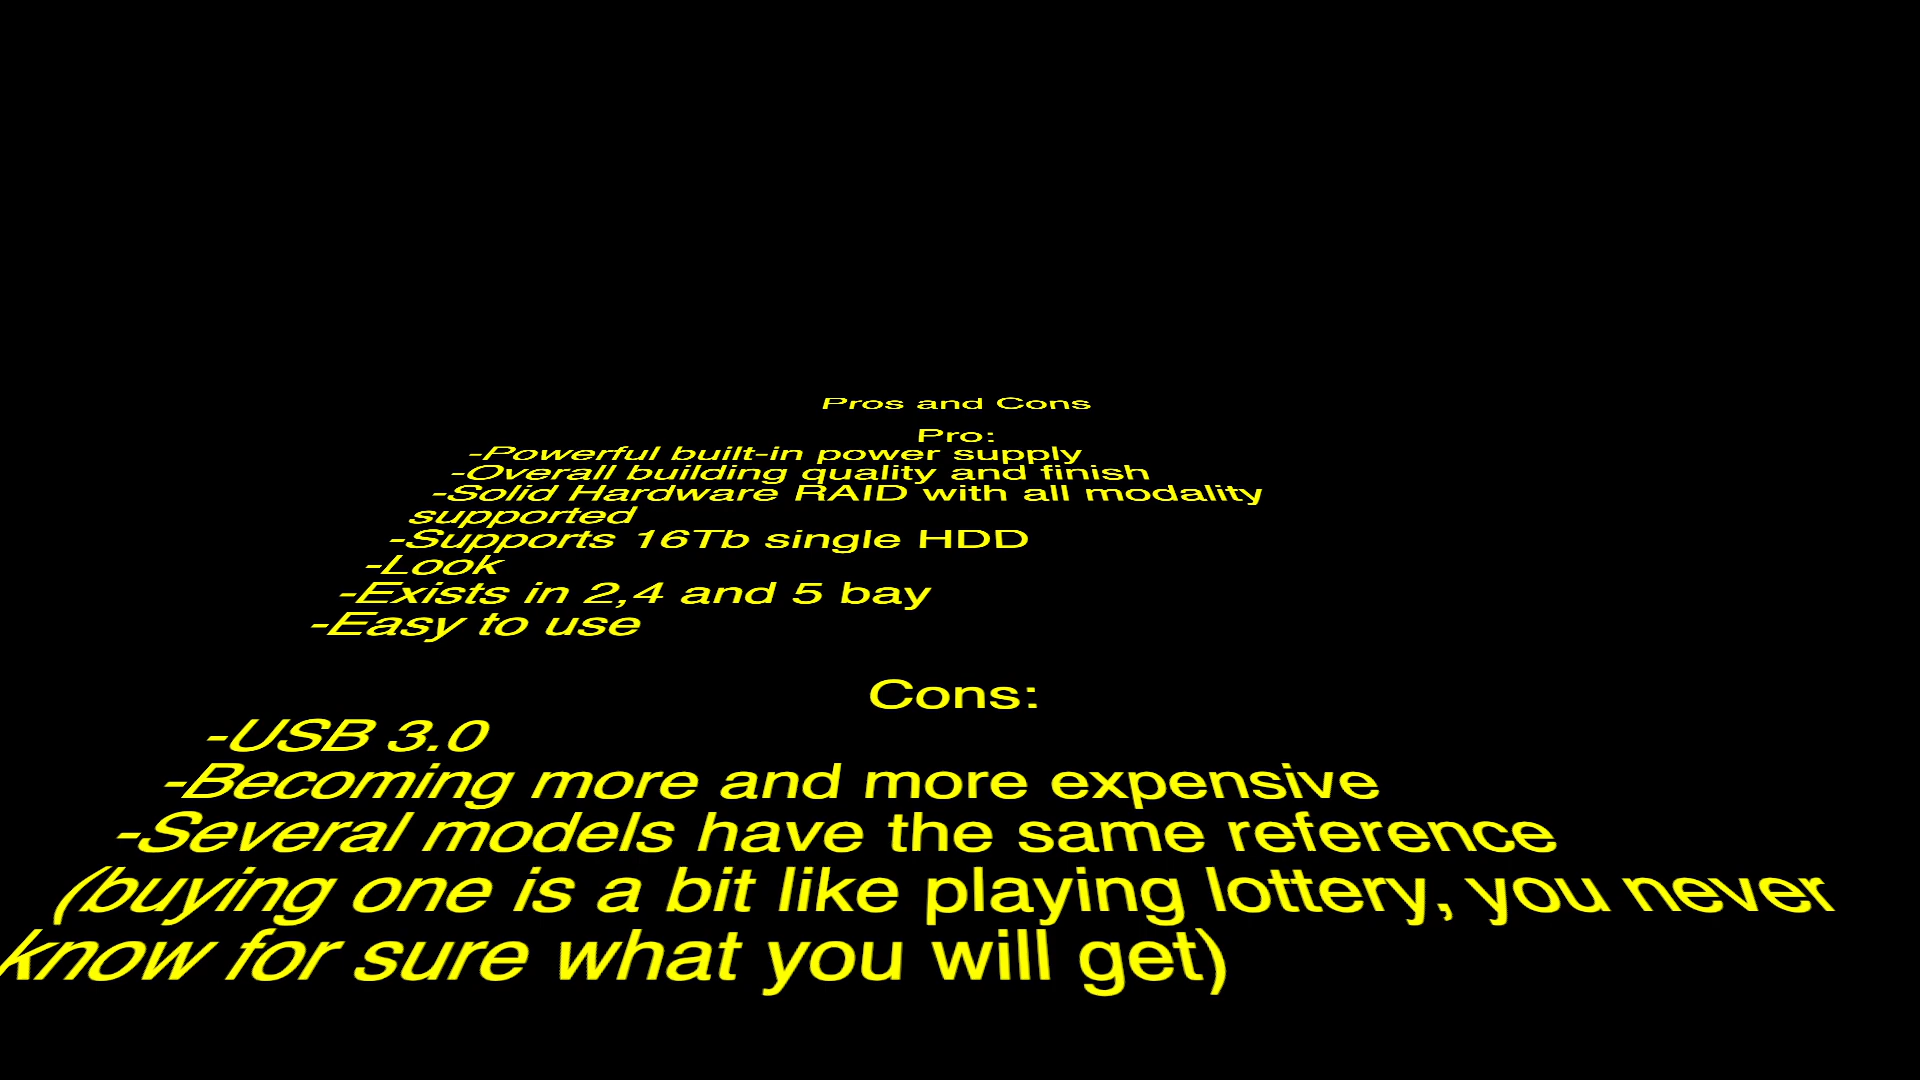 Pros and Cons
Pro:
-Powerful built-in power supply
-Overall building quality and finish
-Solid Hardware RAID with all modality
supported
-Supports 16Tb single HDD
-Look
-Exists in 2,4 and 5 bay
-Easy to use
Cons:
-USB 3.0
-Becoming more and more expensive
-Several models have the same reference
(buying one is a bit like playing lottery, you never
know for sure what you will get)